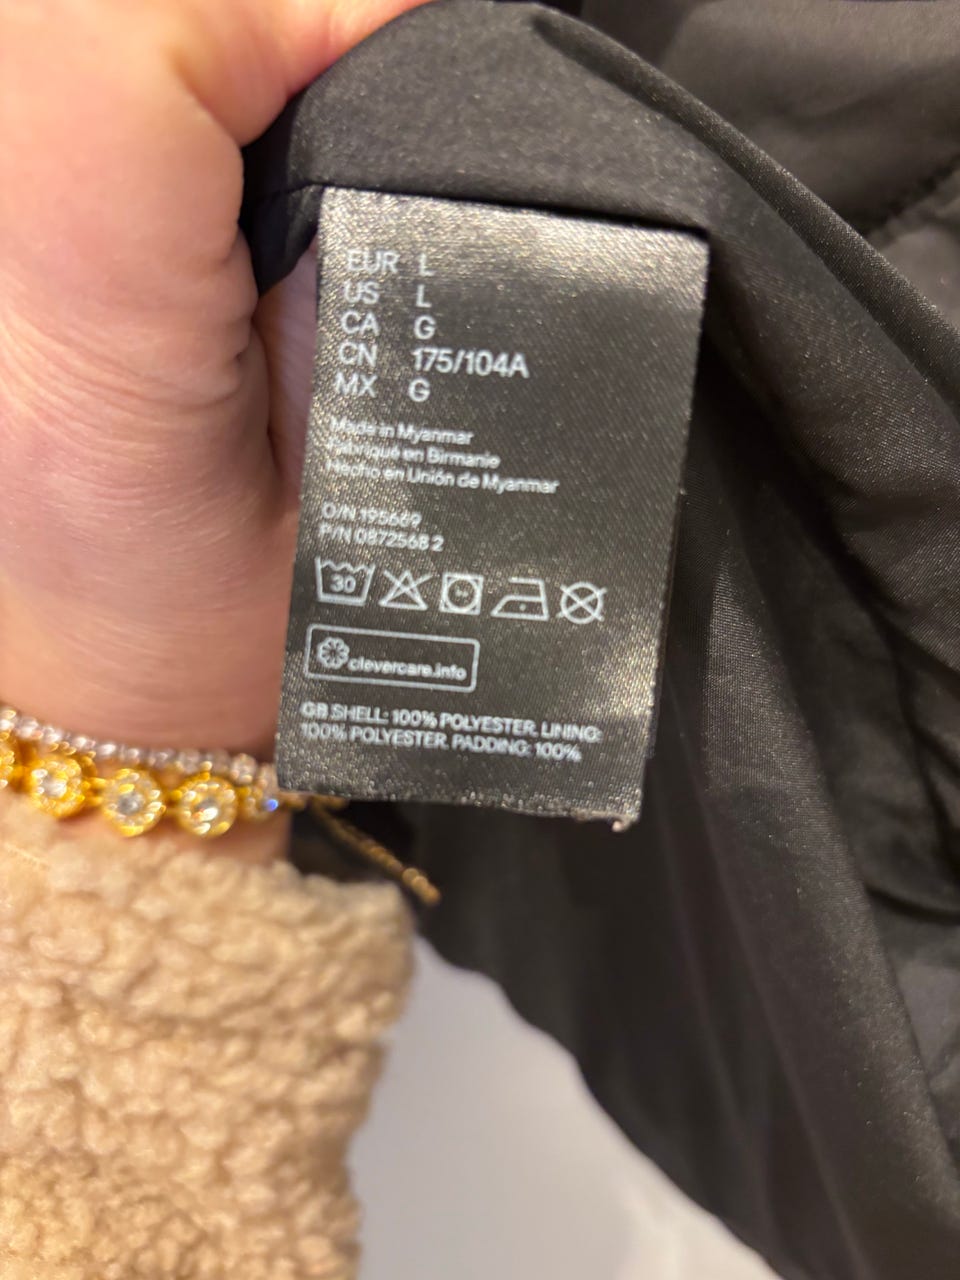 EUR L
US L
CA G
CN 175/104A
MX G
Made in Myanmar
Fabriqué en Birmanie
Hecho en Unión de Myanmar
O/N 195669
P/N 0872568 2
30
clevercare.info
GB SHELL: 100% POLYESTER. LINING:
100% POLYESTER. PADDING: 100%